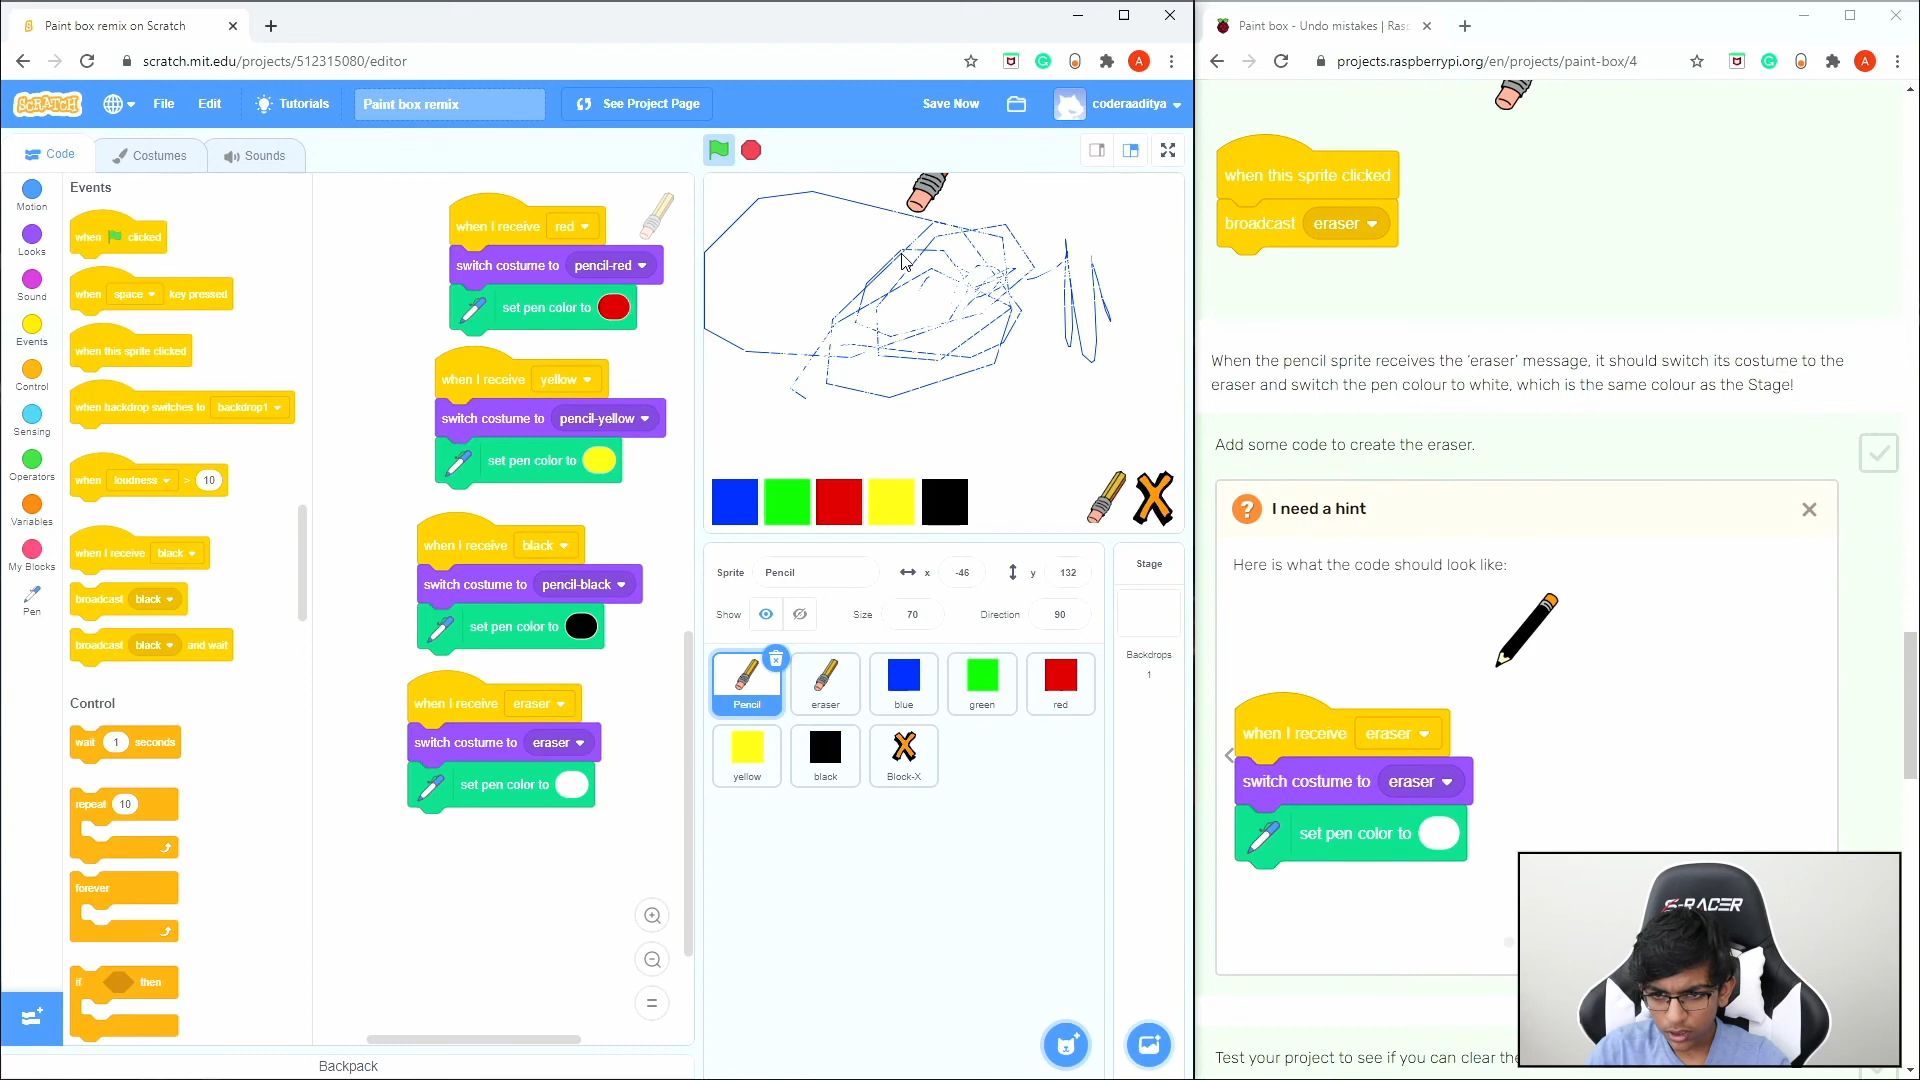 Paint box remix on Scratch
scratch.mit.edu/projects/512315080/editor
A
SCRATCH
File
Edit
Tutorials
Paint box remix
See Project Page
Save Now
coderaaditya
Code
Costumes
Sounds
Motion
Looks
Sound
Events
Control
Sensing
Operators
Variables
My Blocks
Pen
Events
when clicked
when space key pressed
when this sprite clicked
when backdrop switches to backdrop1
when loudness > 10
when I receive black
broadcast black
broadcast black and wait
Control
wait 1 seconds
repeat 10
forever
if then
when I receive red
switch costume to pencil-red
set pen color to
when I receive yellow
switch costume to pencil-yellow
set pen color to
when I receive black
switch costume to pencil-black
set pen color to
when I receive eraser
switch costume to eraser
set pen color to
Backpack
Sprite Pencil x -46 y 132
Show Size 70 Direction 90
Pencil
eraser
blue
green
red
yellow
black
Block-X
Stage
Backdrops
1
Paint box - Undo mistakes | Ras
projects.raspberrypi.org/en/projects/paint-box/4
A
when this sprite clicked
broadcast eraser
When the pencil sprite receives the ‘eraser’ message, it should switch its costume to the
eraser and switch the pen colour to white, which is the same colour as the Stage!
Add some code to create the eraser.
? I need a hint
Here is what the code should look like:
when I receive eraser
switch costume to eraser
set pen color to
Test your project to see if you can clear the
S-RACER